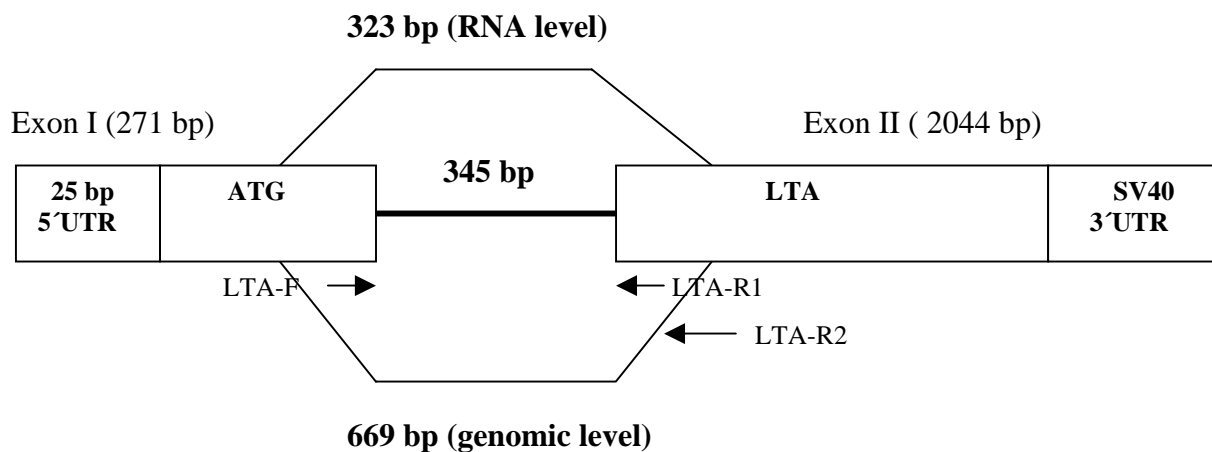 323 bp (RNA level)
Exon I (271 bp)
Exon II ( 2044 bp)
345 bp
25 bp
5´UTR
ATG
LTA
SV40
3´UTR
LTA-F
LTA-R1
LTA-R2
669 bp (genomic level)